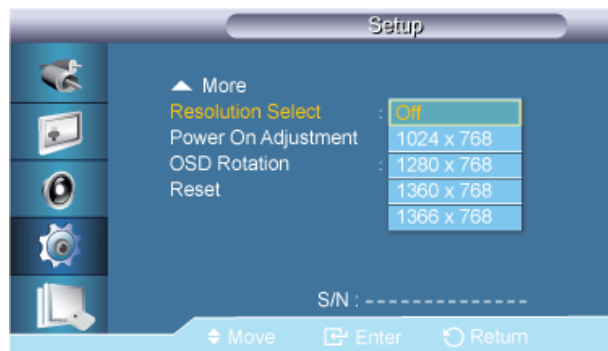 Setup
▲ More
Resolution Select : Off
Power On Adjustment 1024 x 768
OSD Rotation : 1280 x 768
Reset 1360 x 768
1366 x 768
S/N : - - - - - - - - - - - - - -
Move Enter Return